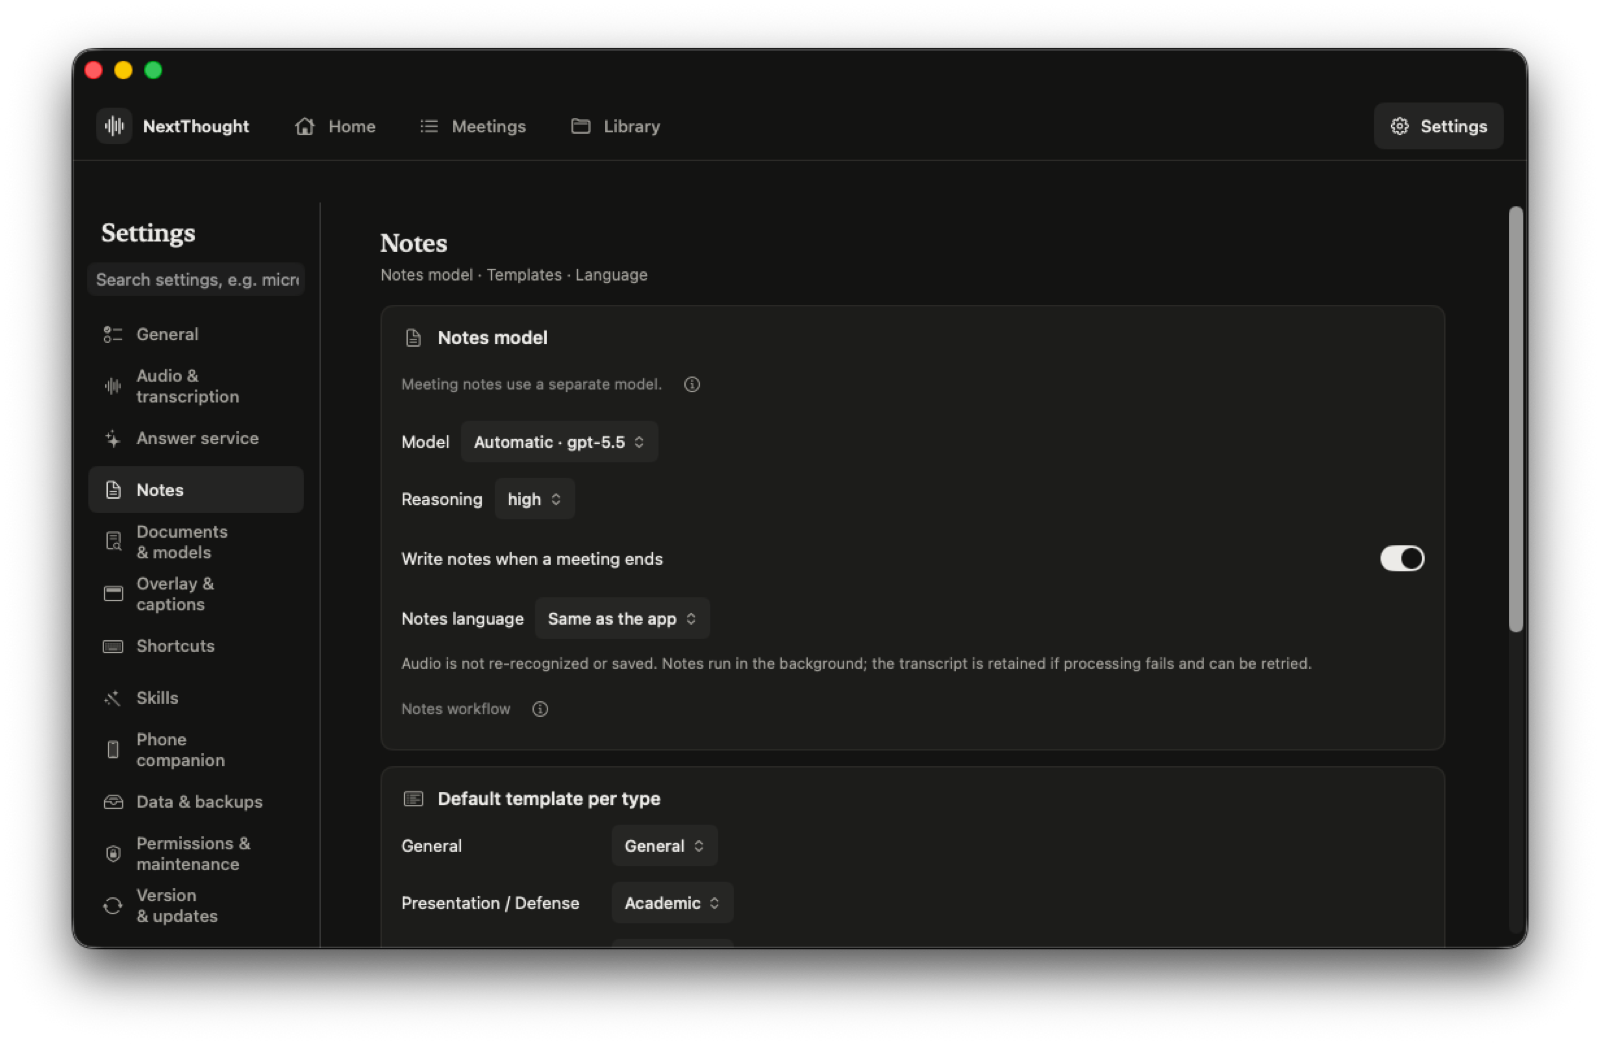 NextThought
Home
Meetings
Library
Settings
Settings
Search settings, e.g. micr
General
Audio &
transcription
Answer service
Notes
Documents
& models
Overlay &
captions
Shortcuts
Skills
Phone
companion
Data & backups
Permissions &
maintenance
Version
& updates
Notes
Notes model · Templates · Language
Notes model
Meeting notes use a separate model.
Model Automatic · gpt-5.5
Reasoning high
Write notes when a meeting ends
Notes language Same as the app
Audio is not re-recognized or saved. Notes run in the background; the transcript is retained if processing fails and can be retried.
Notes workflow
Default template per type
General General
Presentation / Defense Academic